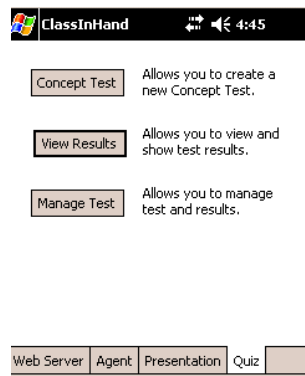 ClassInHand 4:45
Concept Test
Allows you to create a
new Concept Test.
View Results
Allows you to view and
show test results.
Manage Test
Allows you to manage
test and results.
Web Server Agent Presentation Quiz